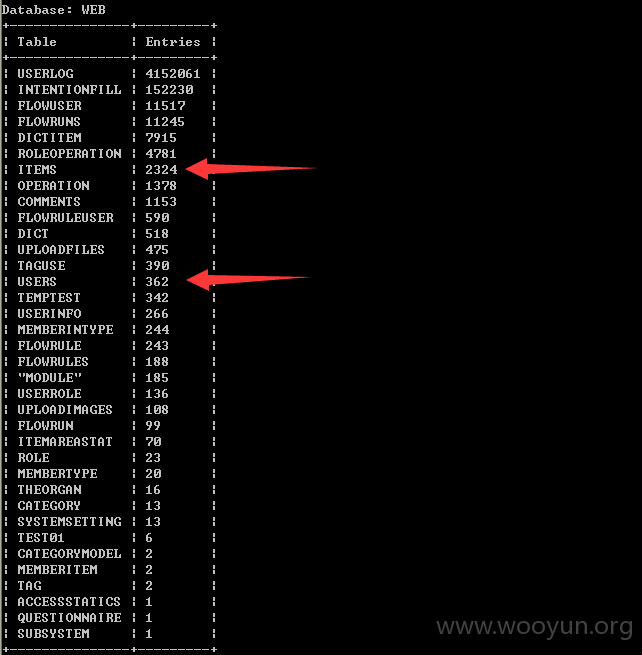 Database: WEB
+---------------+---------+
| Table | Entries |
+---------------+---------+
| USERLOG | 4152061 |
| INTENTIONFILL | 152230 |
| FLOWUSER | 11517 |
| FLOWRUNS | 11245 |
| DICTITEM | 7915 |
| ROLEOPERATION | 4781 |
| ITEMS | 2324 |
| OPERATION | 1378 |
| COMMENTS | 1153 |
| FLOWRULEUSER | 590 |
| DICT | 518 |
| UPLOADFILES | 475 |
| TAGUSE | 390 |
| USERS | 362 |
| TEMPTEST | 342 |
| USERINFO | 266 |
| MEMBERINTYPE | 244 |
| FLOWRULE | 243 |
| FLOWRULES | 188 |
| "MODULE" | 185 |
| USERROLE | 136 |
| UPLOADIMAGES | 108 |
| FLOWRUN | 99 |
| ITEMAREASTAT | 70 |
| ROLE | 23 |
| MEMBERTYPE | 20 |
| THEORGAN | 16 |
| CATEGORY | 13 |
| SYSTEMSETTING | 13 |
| TEST01 | 6 |
| CATEGORYMODEL | 2 |
| MEMBERITEM | 2 |
| TAG | 2 |
| ACCESSSTATICS | 1 |
| QUESTIONNAIRE | 1 |
| SUBSYSTEM | 1 |
+---------------+---------+
www.wooyun.org